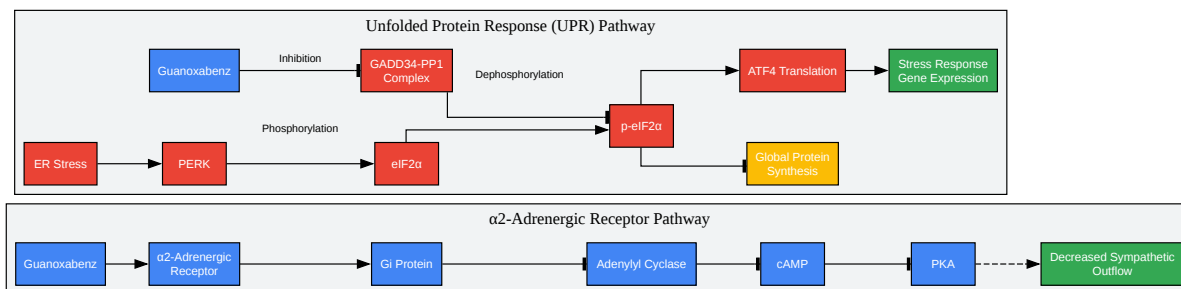 Unfolded Protein Response (UPR) Pathway
Guanoxabenz
Inhibition
GADD34-PP1
Complex
Dephosphorylation
ATF4 Translation
Stress Response
Gene Expression
p-eIF2α
Phosphorylation
ER Stress
PERK
eIF2α
Global Protein
Synthesis
α2-Adrenergic Receptor Pathway
Guanoxabenz
α2-Adrenergic
Receptor
Gi Protein
Adenylyl Cyclase
cAMP
PKA
Decreased Sympathetic
Outflow